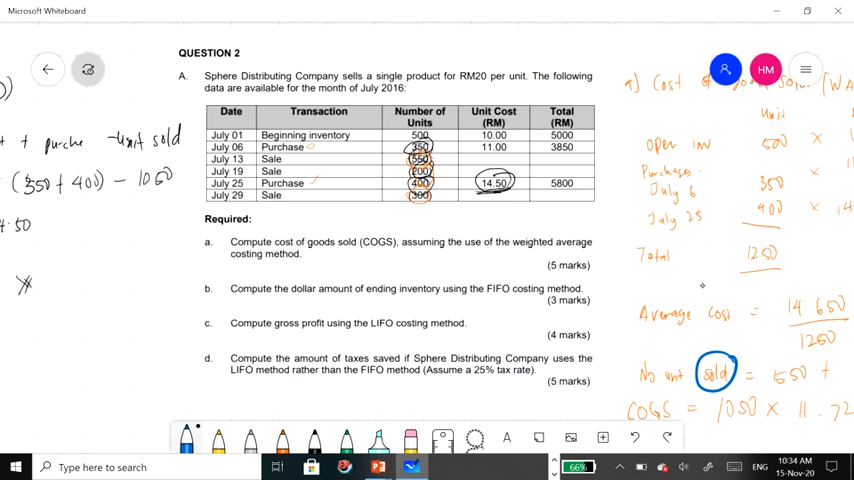 Microsoft Whiteboard
QUESTION 2
A. Sphere Distributing Company sells a single product for RM20 per unit. The following
data are available for the month of July 2016:
Date Transaction Number of Units Unit Cost (RM) Total (RM)
July 01 Beginning inventory 500 10.00 5000
July 06 Purchase 350 11.00 3850
July 13 Sale (550)
July 19 Sale (200)
July 25 Purchase 400 14.50 5800
July 29 Sale (300)
Required:
a. Compute cost of goods sold (COGS), assuming the use of the weighted average
costing method.
(5 marks)
b. Compute the dollar amount of ending inventory using the FIFO costing method.
(3 marks)
c. Compute gross profit using the LIFO costing method.
(4 marks)
d. Compute the amount of taxes saved if Sphere Distributing Company uses the
LIFO method rather than the FIFO method (Assume a 25% tax rate).
(5 marks)
+ purche - unit sold
(350 + 400) - 1050
4.50
HM
a) Cost of good sold (WA
unit
Open inv 500 ×
Purchases.
July 6 350
July 25 400 × 14
Total 1250
Average cost = 14 650
1250
No unit sold = 550 +
COGS = 1050 × 11.72
66%
Type here to search
ENG
10:34 AM
15-Nov-20